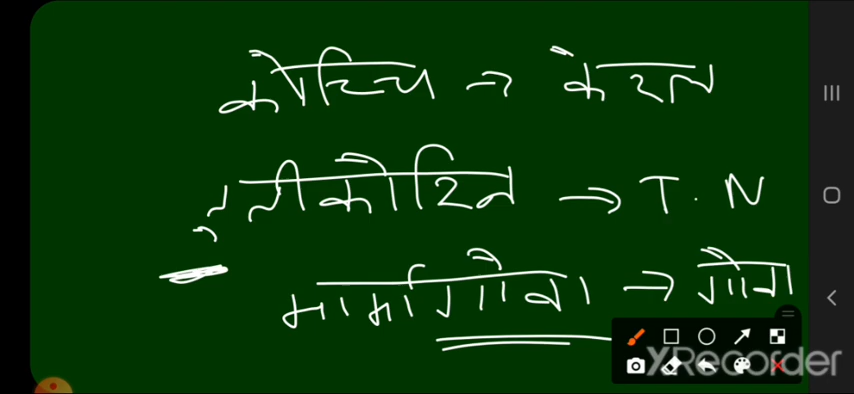 कोच्चि → केरल
तूतीकोरिन → T.N
मार्मागोवा → गोवा
XRecorder